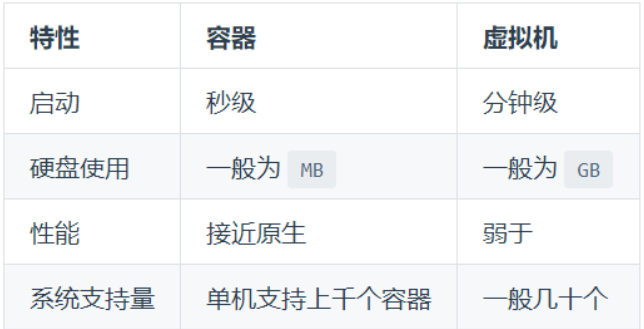 特性 容器 虚拟机
启动 秒级 分钟级
硬盘使用 一般为 MB 一般为 GB
性能 接近原生 弱于
系统支持量 单机支持上千个容器 一般几十个